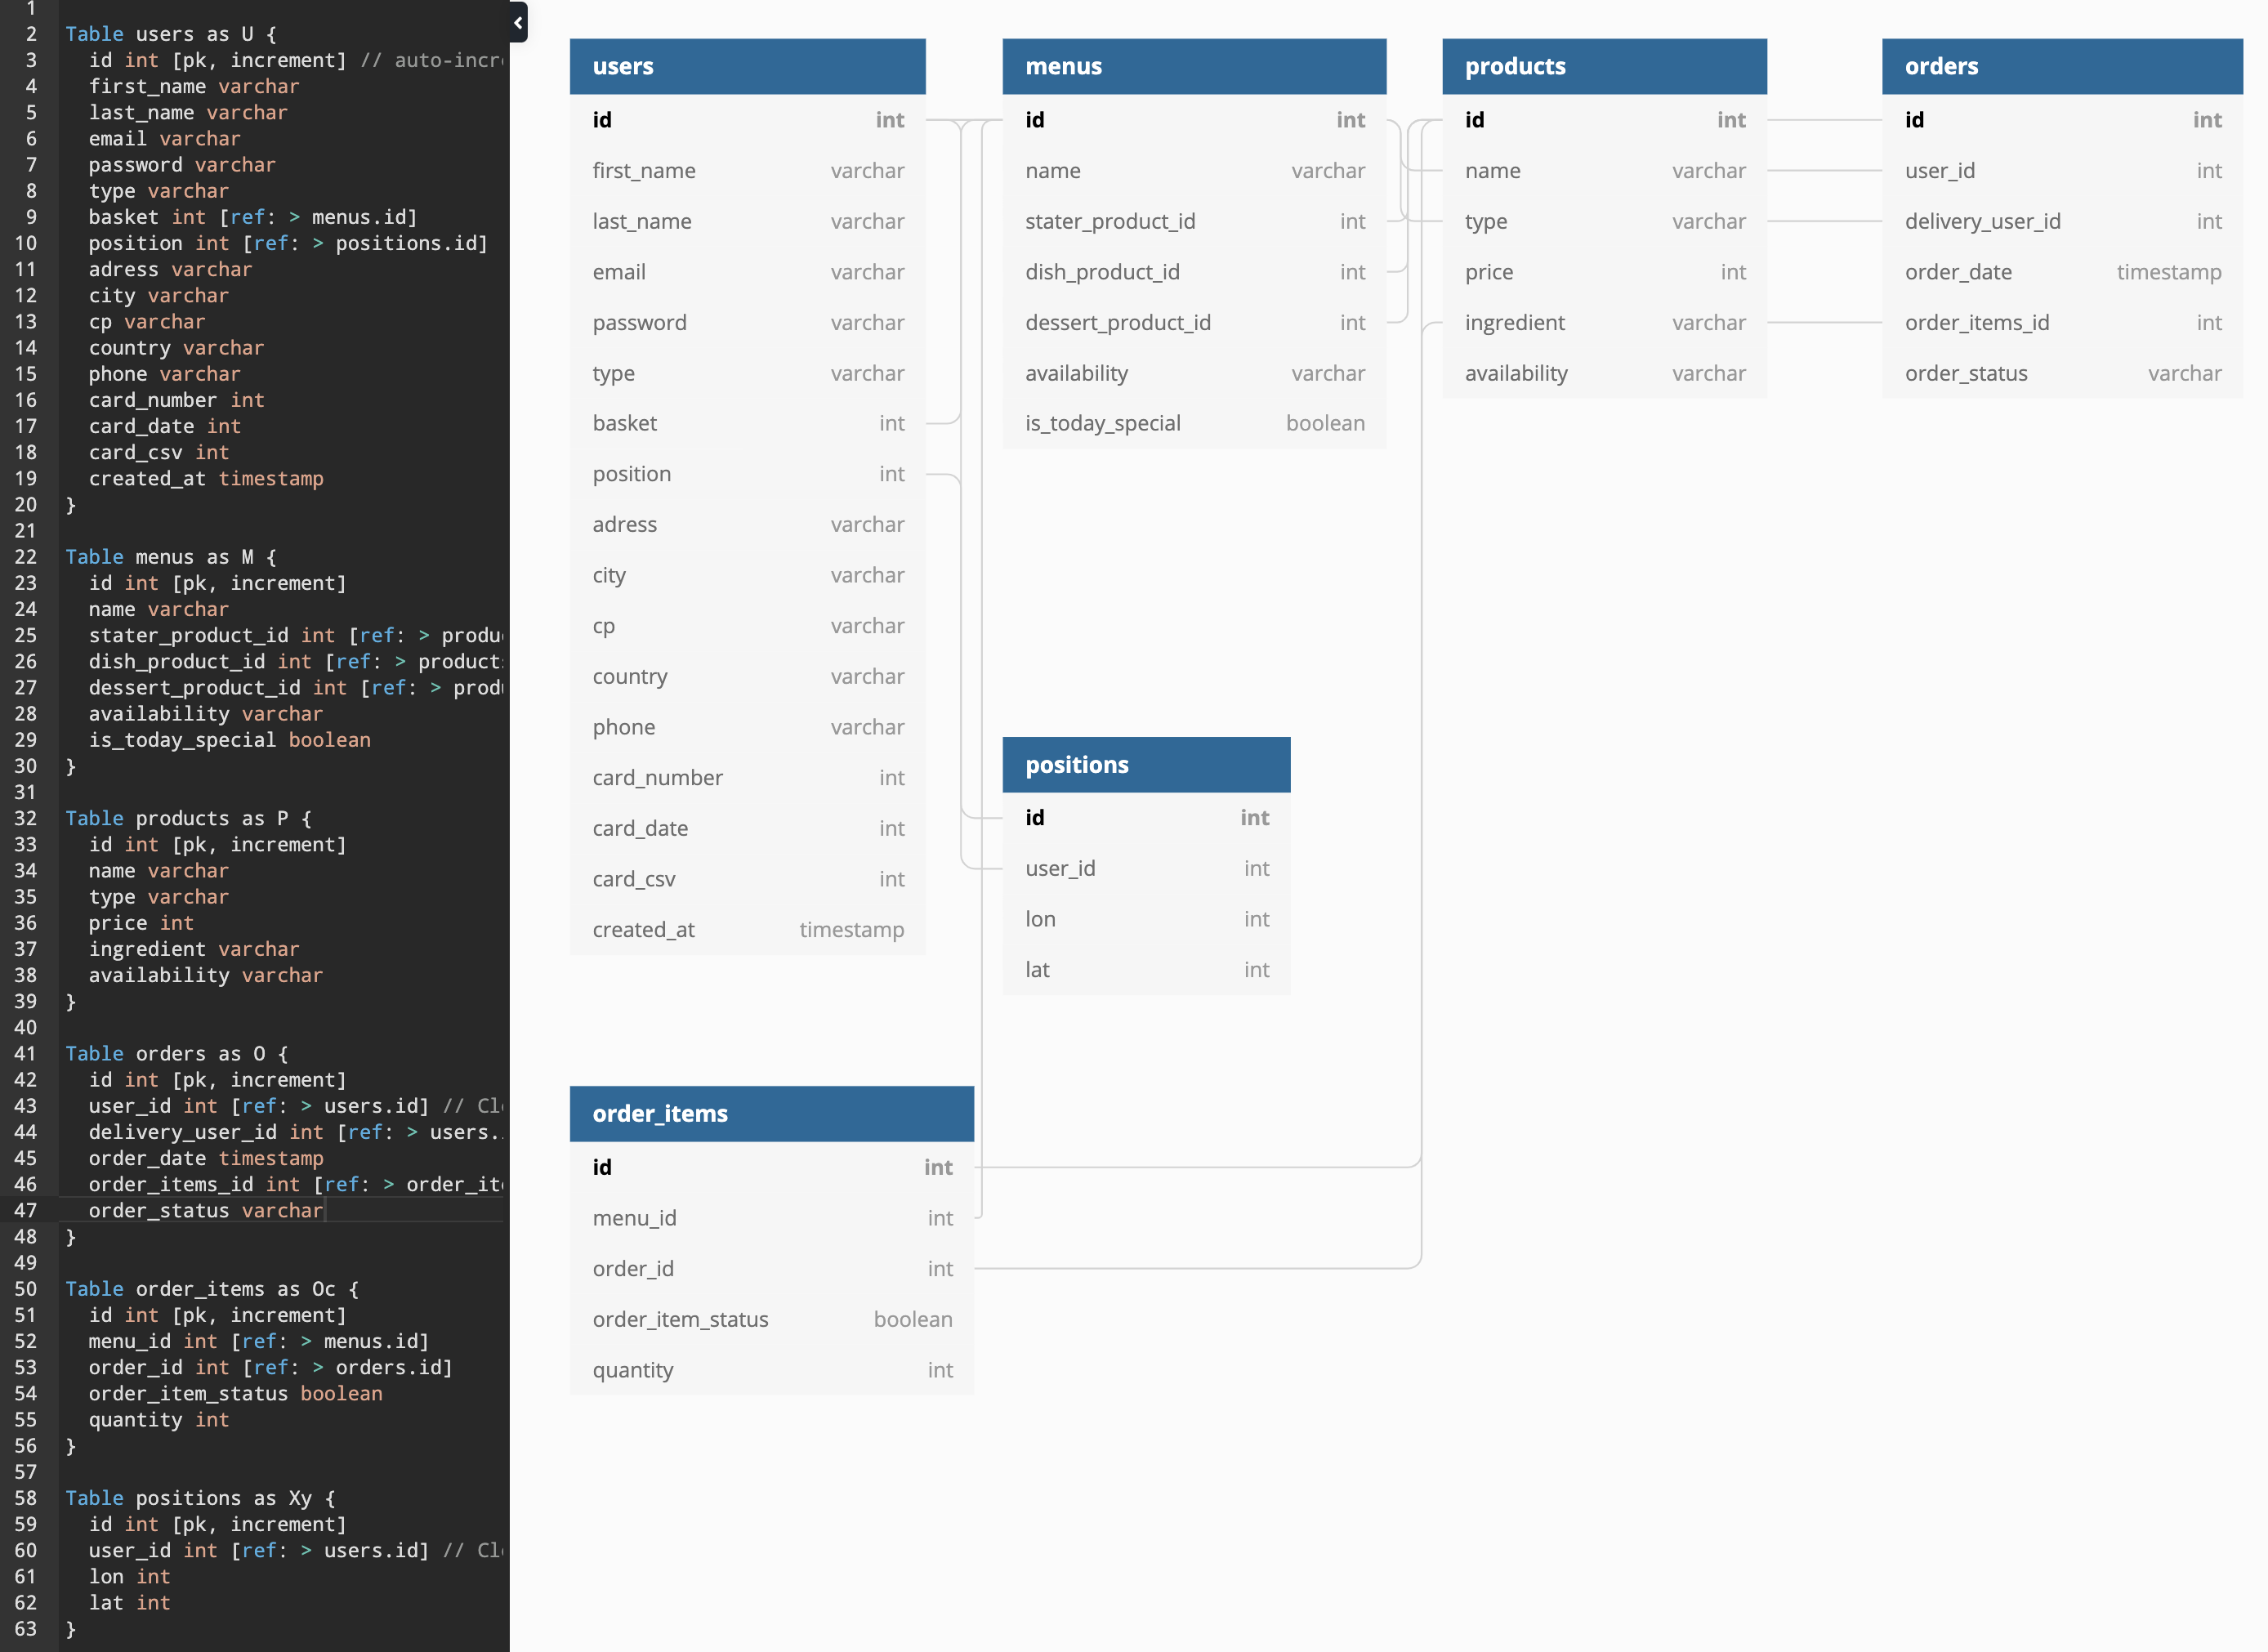 1
2 Table users as U {
3 id int [pk, increment] // auto-incr
4 first_name varchar
5 last_name varchar
6 email varchar
7 password varchar
8 type varchar
9 basket int [ref: > menus.id]
10 position int [ref: > positions.id]
11 adress varchar
12 city varchar
13 cp varchar
14 country varchar
15 phone varchar
16 card_number int
17 card_date int
18 card_csv int
19 created_at timestamp
20 }
21
22 Table menus as M {
23 id int [pk, increment]
24 name varchar
25 stater_product_id int [ref: > produ
26 dish_product_id int [ref: > product
27 dessert_product_id int [ref: > prod
28 availability varchar
29 is_today_special boolean
30 }
31
32 Table products as P {
33 id int [pk, increment]
34 name varchar
35 type varchar
36 price int
37 ingredient varchar
38 availability varchar
39 }
40
41 Table orders as O {
42 id int [pk, increment]
43 user_id int [ref: > users.id] // Cl
44 delivery_user_id int [ref: > users.
45 order_date timestamp
46 order_items_id int [ref: > order_it
47 order_status varchar
48 }
49
50 Table order_items as Oc {
51 id int [pk, increment]
52 menu_id int [ref: > menus.id]
53 order_id int [ref: > orders.id]
54 order_item_status boolean
55 quantity int
56 }
57
58 Table positions as Xy {
59 id int [pk, increment]
60 user_id int [ref: > users.id] // Cl
61 lon int
62 lat int
63 }
users
id int
first_name varchar
last_name varchar
email varchar
password varchar
type varchar
basket int
position int
adress varchar
city varchar
cp varchar
country varchar
phone varchar
card_number int
card_date int
card_csv int
created_at timestamp
menus
id int
name varchar
stater_product_id int
dish_product_id int
dessert_product_id int
availability varchar
is_today_special boolean
products
id int
name varchar
type varchar
price int
ingredient varchar
availability varchar
orders
id int
user_id int
delivery_user_id int
order_date timestamp
order_items_id int
order_status varchar
positions
id int
user_id int
lon int
lat int
order_items
id int
menu_id int
order_id int
order_item_status boolean
quantity int